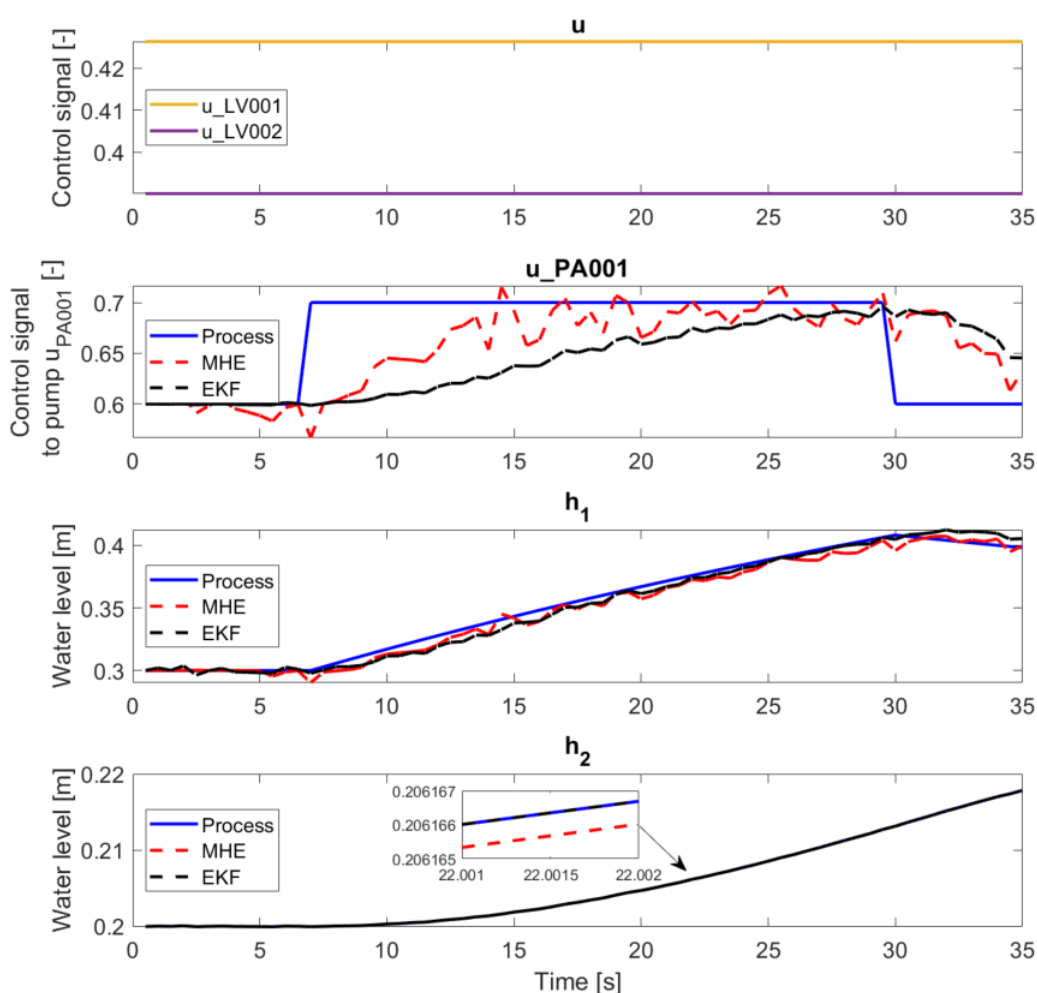 u
Control signal [-]
0.42
0.41
0.4
u_LV001
u_LV002
0 5 10 15 20 25 30 35
u_PA001
Control signal
to pump u_PA001 [-]
0.7
0.65
0.6
Process
MHE
EKF
0 5 10 15 20 25 30 35
h1
Water level [m]
0.4
0.35
0.3
Process
MHE
EKF
0 5 10 15 20 25 30 35
h2
Water level [m]
0.22
0.21
0.2
Process
MHE
EKF
0.206167
0.206166
0.206165
22.001 22.0015 22.002
0 5 10 15 20 25 30 35
Time [s]